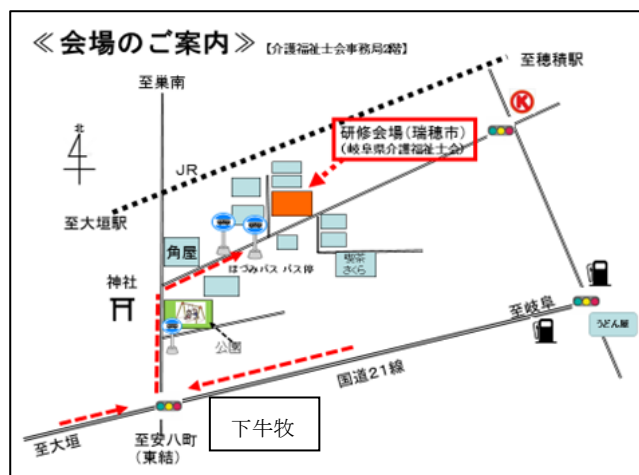 ≪会場のご案内≫【介護福祉士会事務局2階】
至穂積駅
至巣南
Ⓚ
研修会場（瑞穂市）
（岐阜県介護福祉士会）
北
JR
至大垣駅
角屋
はづみバス バス停
喫茶
さくら
神社
公園
至岐阜
うどん屋
国道21線
至大垣
至安八町
（東結）
下牛牧